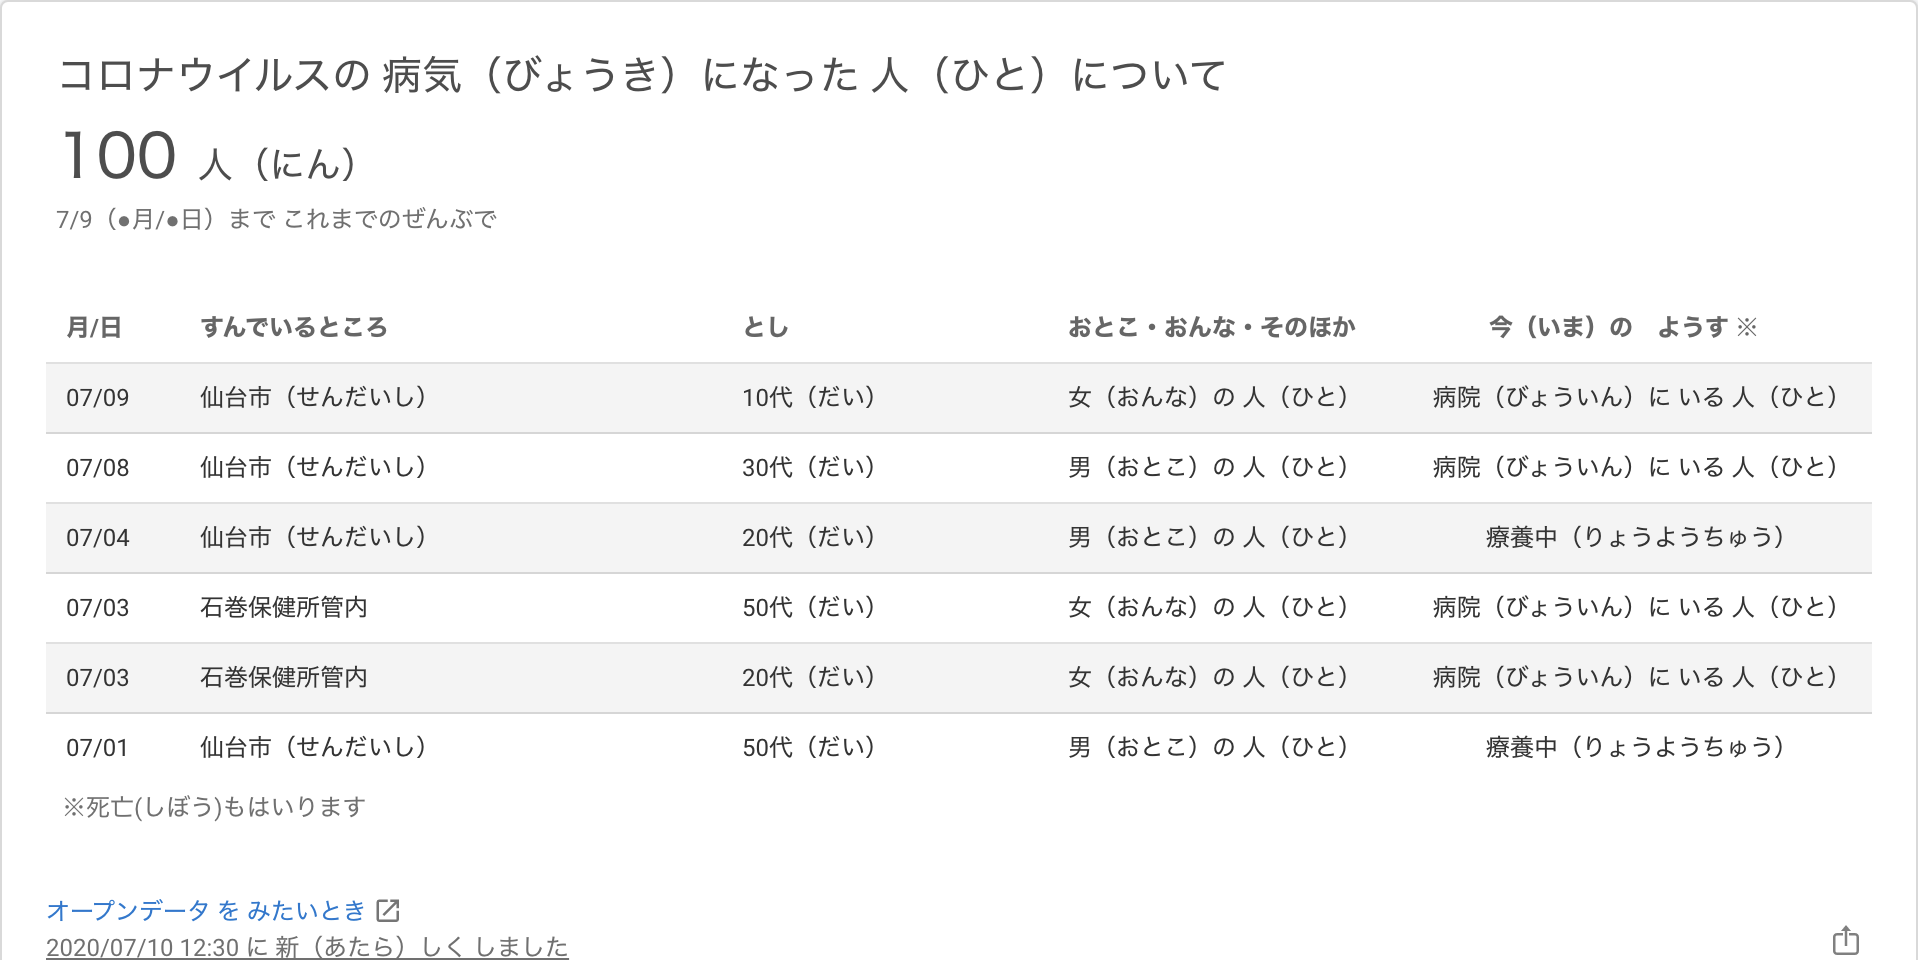 コロナウイルスの 病気（びょうき）になった 人（ひと）について
100 人（にん）
7/9（●月/●日）まで これまでのぜんぶで
月/日 すんでいるところ とし おとこ・おんな・そのほか 今（いま）の　ようす ※
07/09 仙台市（せんだいし） 10代（だい） 女（おんな）の 人（ひと） 病院（びょういん）に いる 人（ひと）
07/08 仙台市（せんだいし） 30代（だい） 男（おとこ）の 人（ひと） 病院（びょういん）に いる 人（ひと）
07/04 仙台市（せんだいし） 20代（だい） 男（おとこ）の 人（ひと） 療養中（りょうようちゅう）
07/03 石巻保健所管内 50代（だい） 女（おんな）の 人（ひと） 病院（びょういん）に いる 人（ひと）
07/03 石巻保健所管内 20代（だい） 女（おんな）の 人（ひと） 病院（びょういん）に いる 人（ひと）
07/01 仙台市（せんだいし） 50代（だい） 男（おとこ）の 人（ひと） 療養中（りょうようちゅう）
※死亡(しぼう)もはいります
オープンデータ を みたいとき
2020/07/10 12:30 に 新（あたら）しく しました